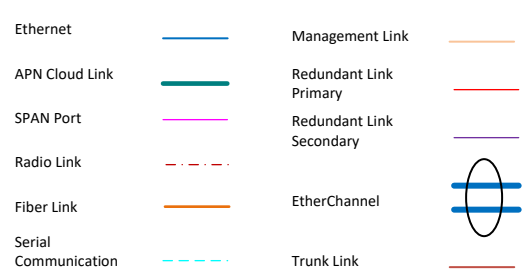 Ethernet
APN Cloud Link
SPAN Port
Radio Link
Fiber Link
Serial
Communication
Management Link
Redundant Link
Primary
Redundant Link
Secondary
EtherChannel
Trunk Link